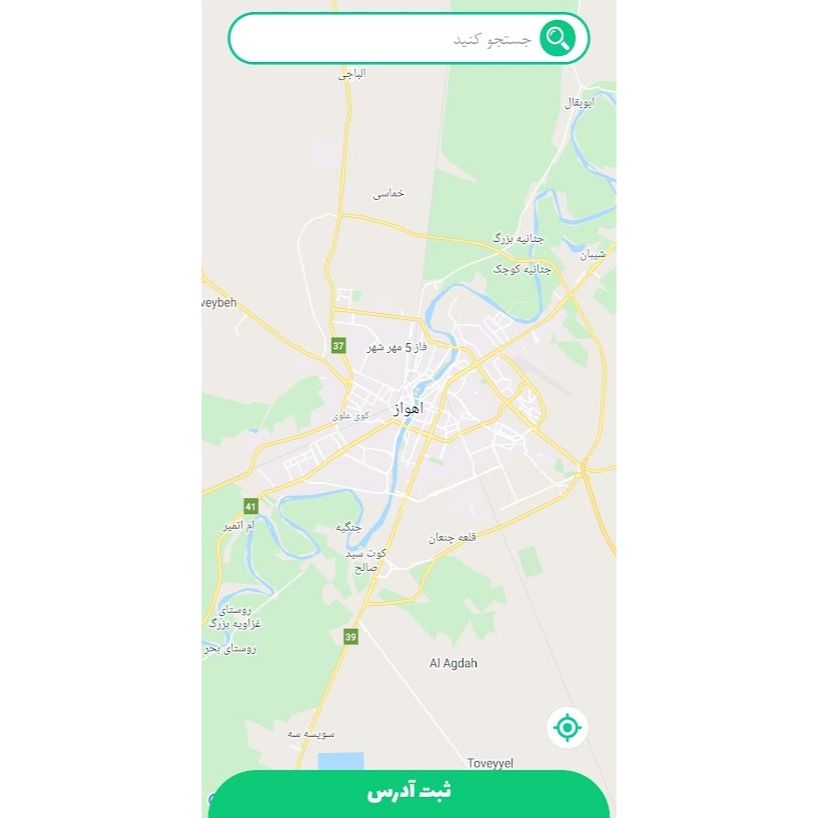 جستجو کنید
الباجی
ابوبقال
خماسی
جثانیه بزرگ
شیبان
جثانیه کوچک
veybeh
37
فاز 5 مهر شهر
اهواز
کوی علوی
41
ام اتمیر
جنگیه
قلعه چنعان
کوت سید
صالح
روستای
غزاویه بزرگ
39
روستای بحر
Al Agdah
سویسه سه
Toveyyel
ثبت آدرس